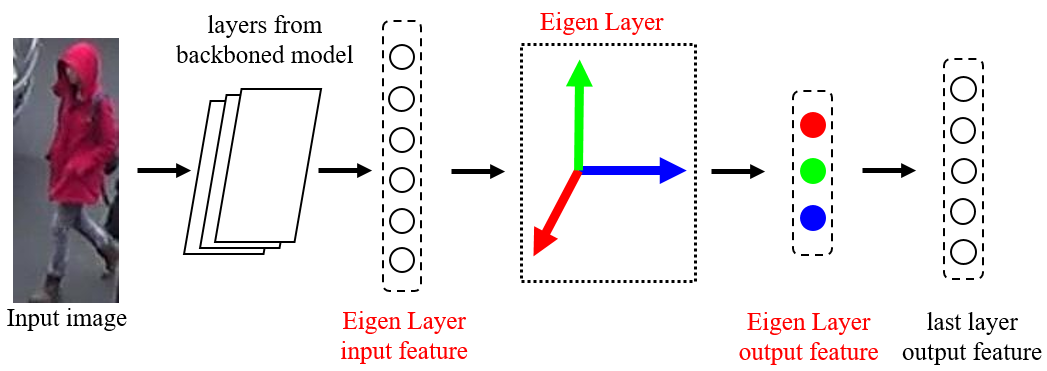 layers from
backboned model
Eigen Layer
Input image
Eigen Layer
input feature
Eigen Layer
output feature
last layer
output feature